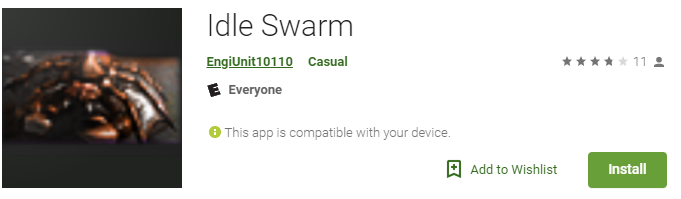 Idle Swarm
EngiUnit10110 Casual 11
E Everyone
This app is compatible with your device.
Add to Wishlist Install